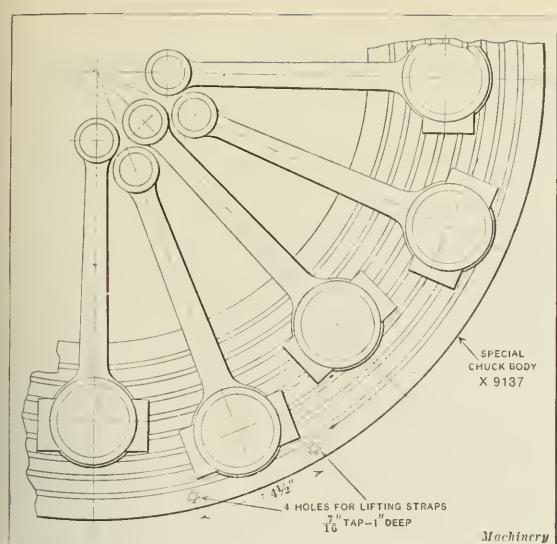 SPECIAL
CHUCK BODY
X 9137
4½"
4 HOLES FOR LIFTING STRAPS
7/16" TAP–1" DEEP
Machinery